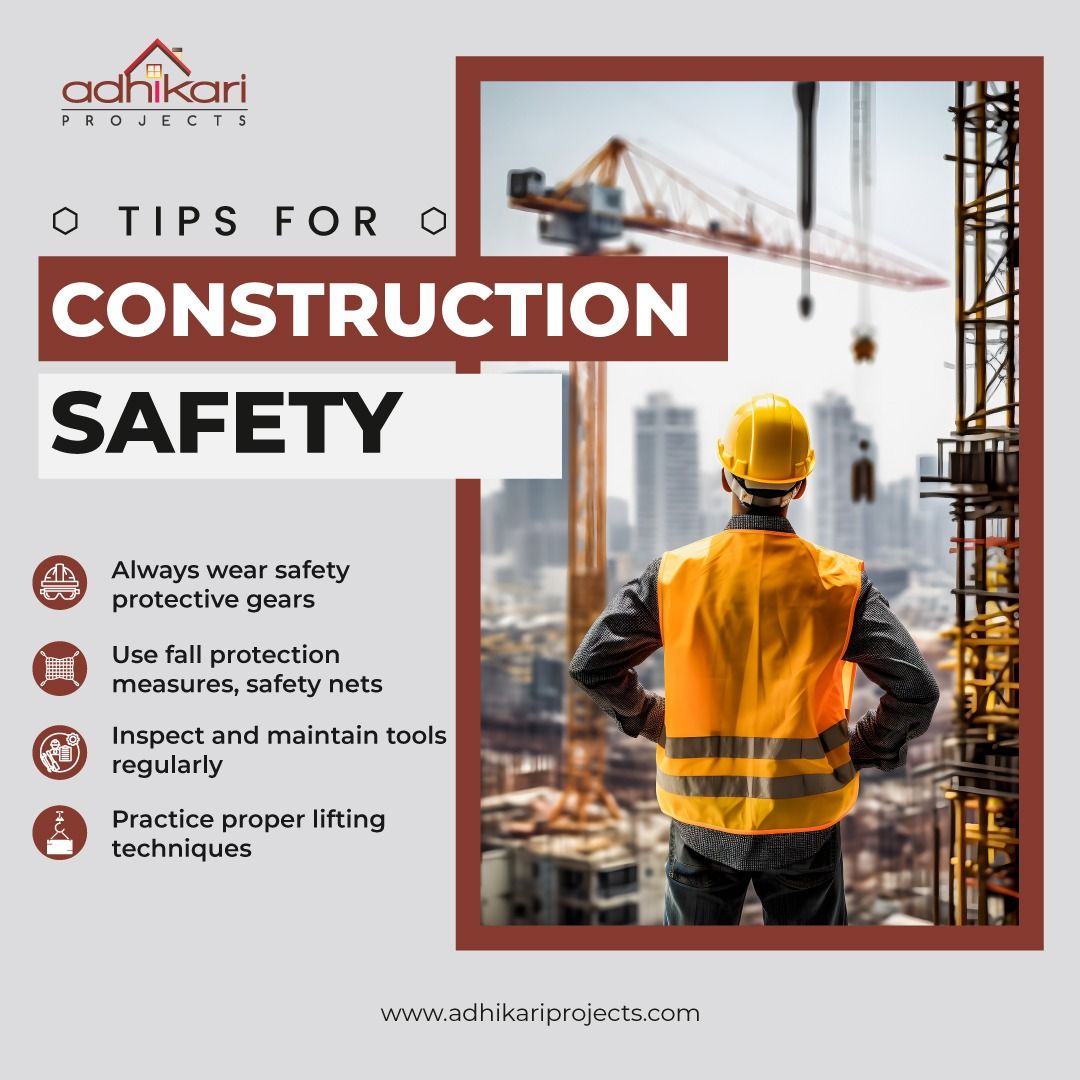 adhikari
PROJECTS
TIPS FOR
CONSTRUCTION
SAFETY
Always wear safety
protective gears
Use fall protection
measures, safety nets
Inspect and maintain tools
regularly
Practice proper lifting
techniques
www.adhikariprojects.com